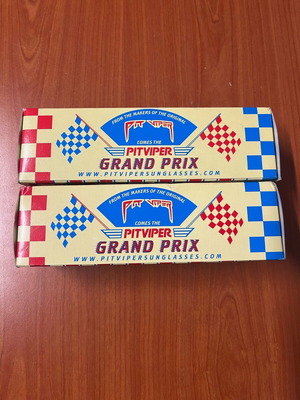 FROM THE MAKERS OF THE ORIGINAL
PIT VIPER
COMES THE
PITVIPER
GRAND PRIX
WWW.PITVIPERSUNGLASSES.COM
FROM THE MAKERS OF THE ORIGINAL
PIT VIPER
COMES THE
PITVIPER
GRAND PRIX
WWW.PITVIPERSUNGLASSES.COM